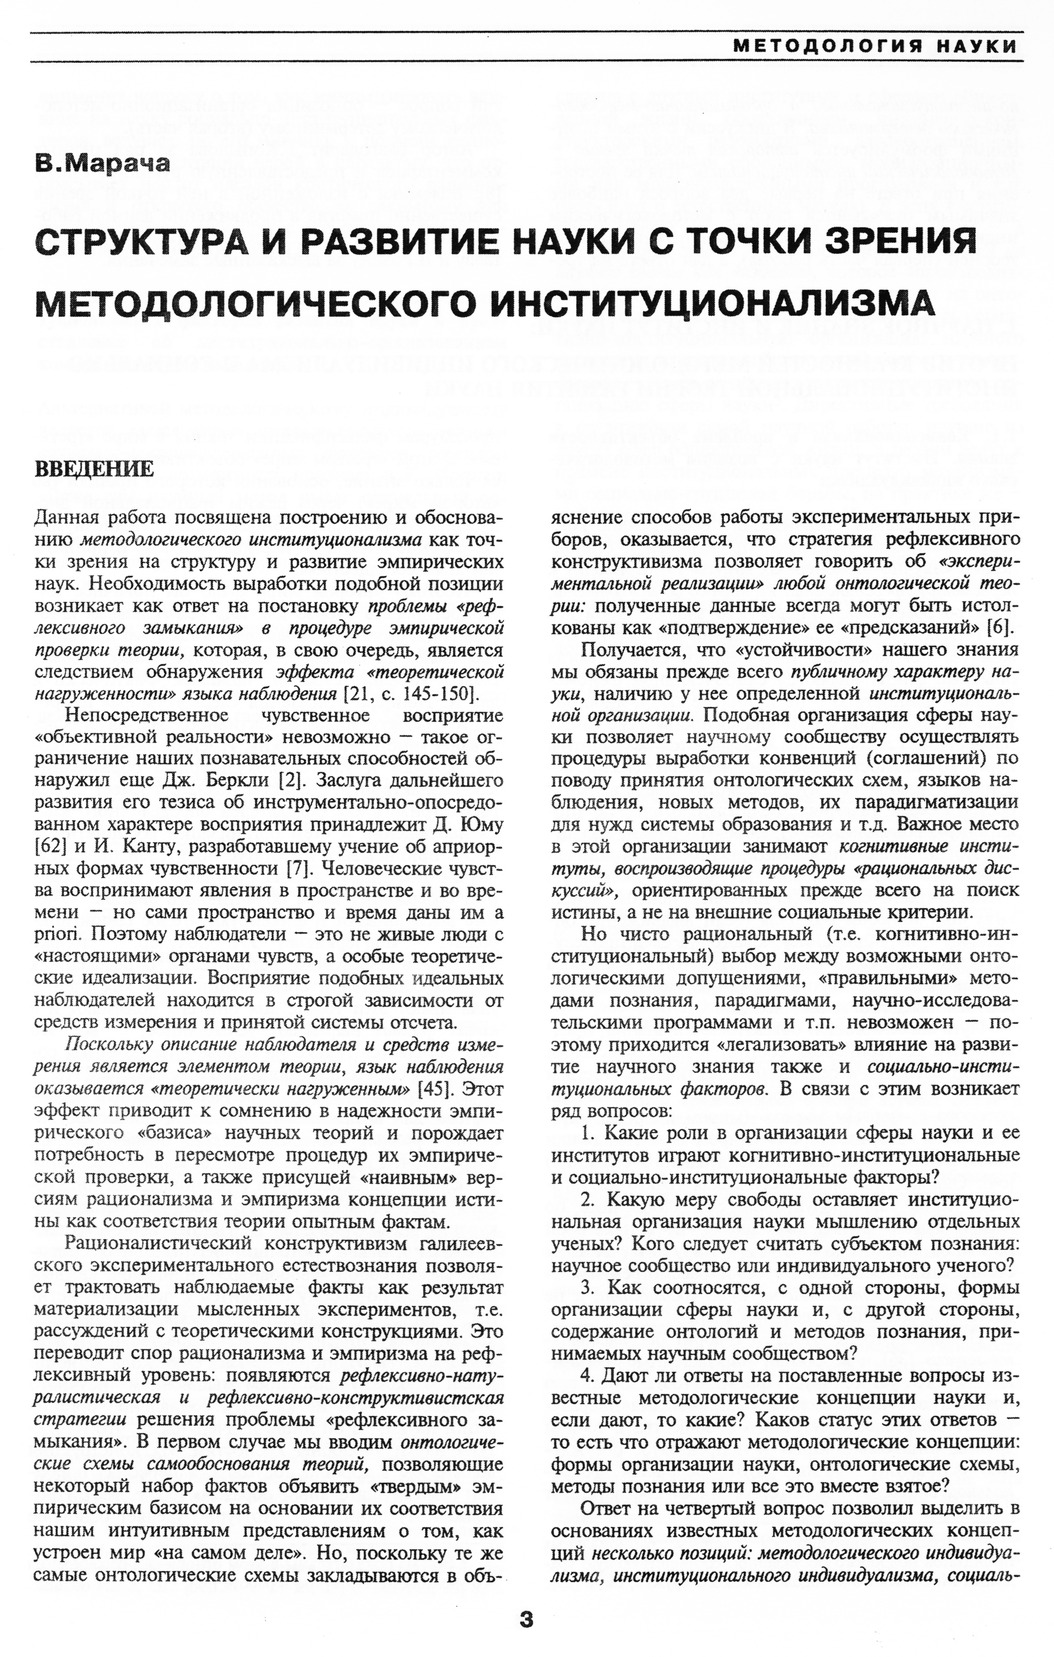 МЕТОДОЛОГИЯ НАУКИ
В.Марача
СТРУКТУРА И РАЗВИТИЕ НАУКИ С ТОЧКИ ЗРЕНИЯ
МЕТОДОЛОГИЧЕСКОГО ИНСТИТУЦИОНАЛИЗМА
ВВЕДЕНИЕ
Данная работа посвящена построению и обоснова-
нию методологического институционализма как точ-
ки зрения на структуру и развитие эмпирических
наук. Необходимость выработки подобной позиции
возникает как ответ на постановку проблемы «реф-
лексивного замыкания» в процедуре эмпирической
проверки теории, которая, в свою очередь, является
следствием обнаружения эффекта «теоретической
нагруженности» языка наблюдения [21, с. 145-150].
Непосредственное чувственное восприятие
«объективной реальности» невозможно — такое ог-
раничение наших познавательных способностей об-
наружил еще Дж. Беркли [2]. Заслуга дальнейшего
развития его тезиса об инструментально-опосредо-
ванном характере восприятия принадлежит Д. Юму
[62] и И. Канту, разработавшему учение об априор-
ных формах чувственности [7]. Человеческие чувст-
ва воспринимают явления в пространстве и во вре-
мени — но сами пространство и время даны им a
priori. Поэтому наблюдатели — это не живые люди с
«настоящими» органами чувств, а особые теоретиче-
ские идеализации. Восприятие подобных идеальных
наблюдателей находится в строгой зависимости от
средств измерения и принятой системы отсчета.
Поскольку описание наблюдателя и средств изме-
рения является элементом теории, язык наблюдения
оказывается «теоретически нагруженным» [45]. Этот
эффект приводит к сомнению в надежности эмпи-
рического «базиса» научных теорий и порождает
потребность в пересмотре процедур их эмпириче-
ской проверки, а также присущей «наивным» вер-
сиям рационализма и эмпиризма концепции исти-
ны как соответствия теории опытным фактам.
Рационалистический конструктивизм галилеев-
ского экспериментального естествознания позволя-
ет трактовать наблюдаемые факты как результат
материализации мысленных экспериментов, т.е.
рассуждений с теоретическими конструкциями. Это
переводит спор рационализма и эмпиризма на реф-
лексивный уровень: появляются рефлексивно-нату-
ралистическая и рефлексивно-конструктивистская
стратегии решения проблемы «рефлексивного за-
мыкания». В первом случае мы вводим онтологиче-
ские схемы самообоснования теорий, позволяющие
некоторый набор фактов объявить «твердым» эм-
пирическим базисом на основании их соответствия
нашим интуитивным представлениям о том, как
устроен мир «на самом деле». Но, поскольку те же
самые онтологические схемы закладываются в объ-
яснение способов работы экспериментальных при-
боров, оказывается, что стратегия рефлексивного
конструктивизма позволяет говорить об «экспери-
ментальной реализации» любой онтологической тео-
рии: полученные данные всегда могут быть истол-
кованы как «подтверждение» ее «предсказаний» [6].
Получается, что «устойчивости» нашего знания
мы обязаны прежде всего публичному характеру на-
уки, наличию у нее определенной институциональ-
ной организации. Подобная организация сферы нау-
ки позволяет научному сообществу осуществлять
процедуры выработки конвенций (соглашений) по
поводу принятия онтологических схем, языков на-
блюдения, новых методов, их парадигматизации
для нужд системы образования и т.д. Важное место
в этой организации занимают когнитивные инсти-
туты, воспроизводящие процедуры «рациональных дис-
куссий», ориентированных прежде всего на поиск
истины, а не на внешние социальные критерии.
Но чисто рациональный (т.е. когнитивно-ин-
ституциональный) выбор между возможными онто-
логическими допущениями, «правильными» мето-
дами познания, парадигмами, научно-исследова-
тельскими программами и т.п. невозможен — по-
этому приходится «легализовать» влияние на разви-
тие научного знания также и социально-инсти-
туциональных факторов. В связи с этим возникает
ряд вопросов:
1. Какие роли в организации сферы науки и ее
институтов играют когнитивно-институциональные
и социально-институциональные факторы?
2. Какую меру свободы оставляет институцио-
нальная организация науки мышлению отдельных
ученых? Кого следует считать субъектом познания:
научное сообщество или индивидуального ученого?
3. Как соотносятся, с одной стороны, формы
организации сферы науки и, с другой стороны,
содержание онтологий и методов познания, при-
нимаемых научным сообществом?
4. Дают ли ответы на поставленные вопросы из-
вестные методологические концепции науки и,
если дают, то какие? Каков статус этих ответов —
то есть что отражают методологические концепции:
формы организации науки, онтологические схемы,
методы познания или все это вместе взятое?
Ответ на четвертый вопрос позволил выделить в
основаниях известных методологических концеп-
ций несколько позиций: методологического индивидуа-
лизма, институционального индивидуализма, социаль-
3